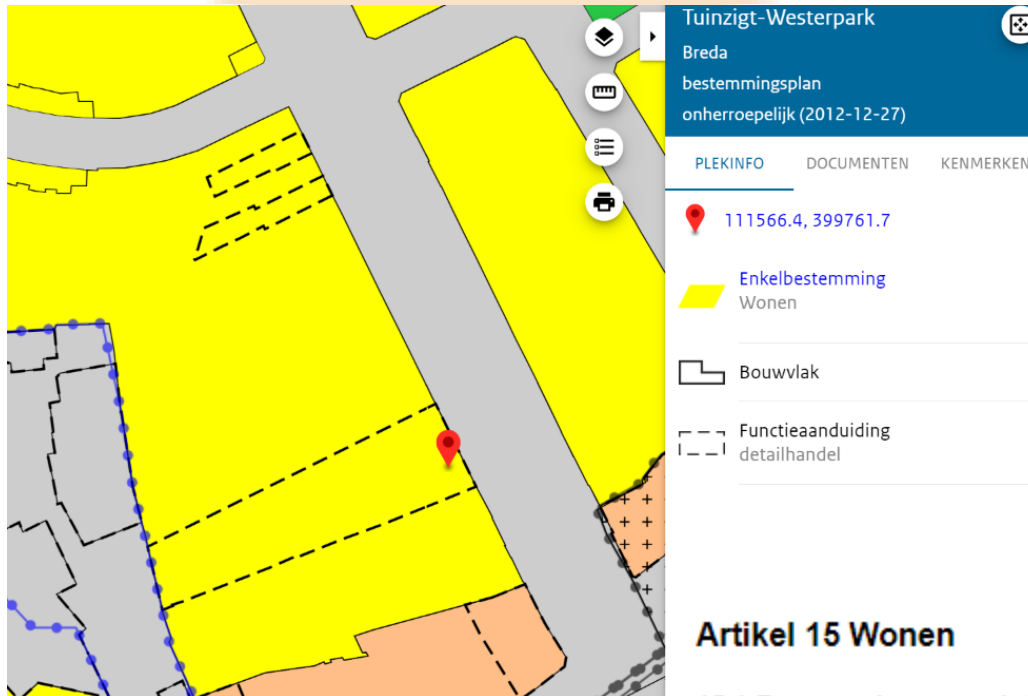 Tuinzigt-Westerpark
Breda
bestemmingsplan
onherroepelijk (2012-12-27)
PLEKINFO DOCUMENTEN KENMERKEN
111566.4, 399761.7
Enkelbestemming
Wonen
Bouwvlak
Functieaanduiding
detailhandel
Artikel 15 Wonen